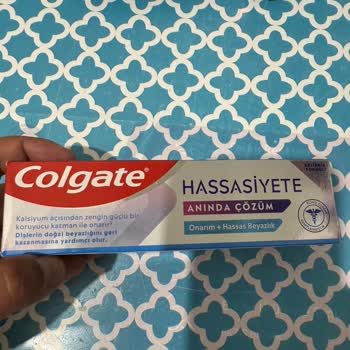 Colgate®
HASSASİYETE
ANINDA ÇÖZÜM
Onarım + Hassas Beyazlık
Kalsiyum açısından zengin güçlü bir
koruyucu katman ile onarır¹
Dişlerin doğal beyazlığını geri
kazanmasına yardımcı olur.